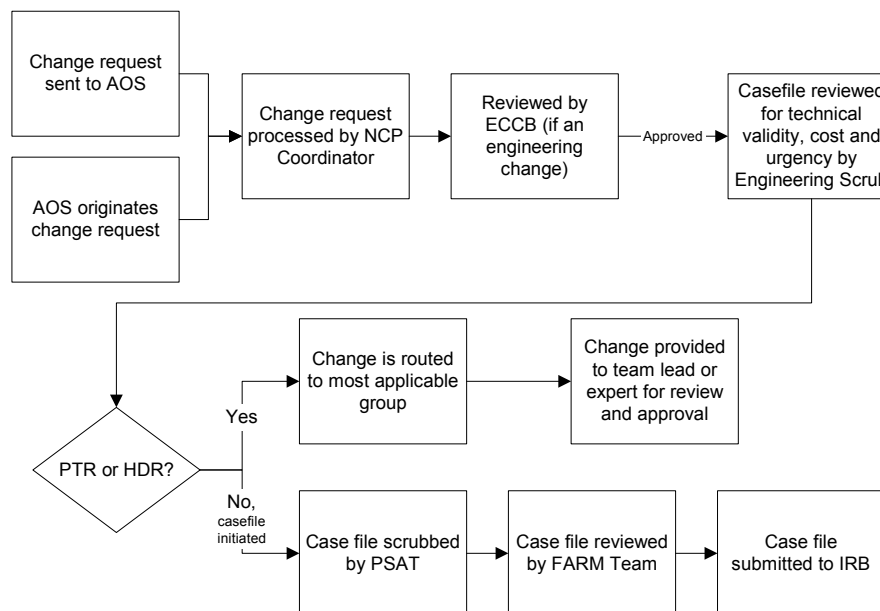 Change request
sent to AOS
AOS originates
change request
Change request
processed by NCP
Coordinator
Reviewed by
ECCB (if an
engineering
change)
Approved
Casefile reviewed
for technical
validity, cost and
urgency by
Engineering Scrub
PTR or HDR?
Yes
Change is routed
to most applicable
group
Change provided
to team lead or
expert for review
and approval
No,
casefile
initiated
Case file scrubbed
by PSAT
Case file reviewed
by FARM Team
Case file
submitted to IRB